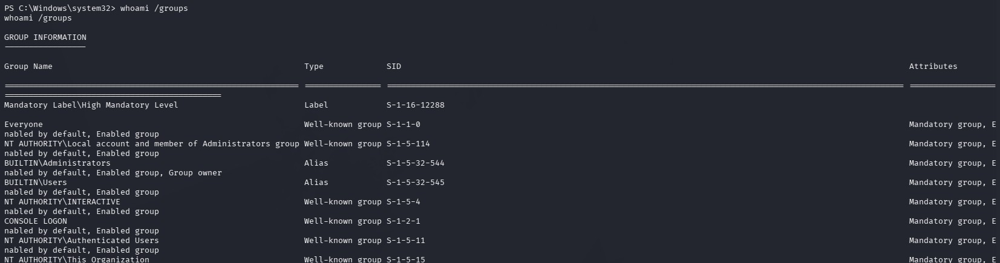 PS C:\Windows\system32> whoami /groups
whoami /groups
GROUP INFORMATION
-----------------
Group Name Type SID Attributes
============================================================= ================ ============================================================================================================ ==================
=============================================
Mandatory Label\High Mandatory Level Label S-1-16-12288
Everyone Well-known group S-1-1-0 Mandatory group, E
nabled by default, Enabled group
NT AUTHORITY\Local account and member of Administrators group Well-known group S-1-5-114 Mandatory group, E
nabled by default, Enabled group
BUILTIN\Administrators Alias S-1-5-32-544 Mandatory group, E
nabled by default, Enabled group, Group owner
BUILTIN\Users Alias S-1-5-32-545 Mandatory group, E
nabled by default, Enabled group
NT AUTHORITY\INTERACTIVE Well-known group S-1-5-4 Mandatory group, E
nabled by default, Enabled group
CONSOLE LOGON Well-known group S-1-2-1 Mandatory group, E
nabled by default, Enabled group
NT AUTHORITY\Authenticated Users Well-known group S-1-5-11 Mandatory group, E
nabled by default, Enabled group
NT AUTHORITY\This Organization Well-known group S-1-5-15 Mandatory group, E